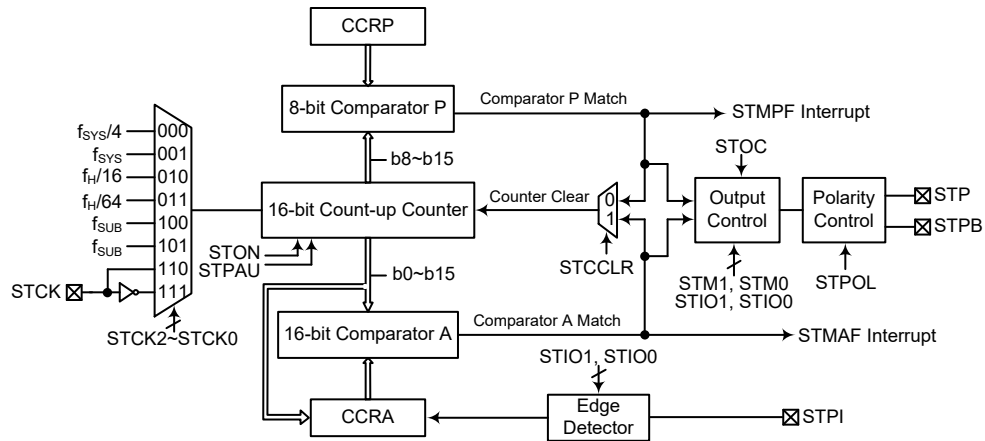 CCRP
8-bit Comparator P
Comparator P Match
STMPF Interrupt
b8~b15
fSYS/4
000
fSYS
001
fH/16
010
fH/64
011
fSUB
100
fSUB
101
110
111
STCK
STCK2~STCK0
16-bit Count-up Counter
Counter Clear
0
1
STCCLR
STON
STPAU
b0~b15
STOC
Output
Control
STM1, STM0
STIO1, STIO0
Polarity
Control
STPOL
STP
STPB
16-bit Comparator A
Comparator A Match
STMAF Interrupt
STIO1, STIO0
CCRA
Edge
Detector
STPI